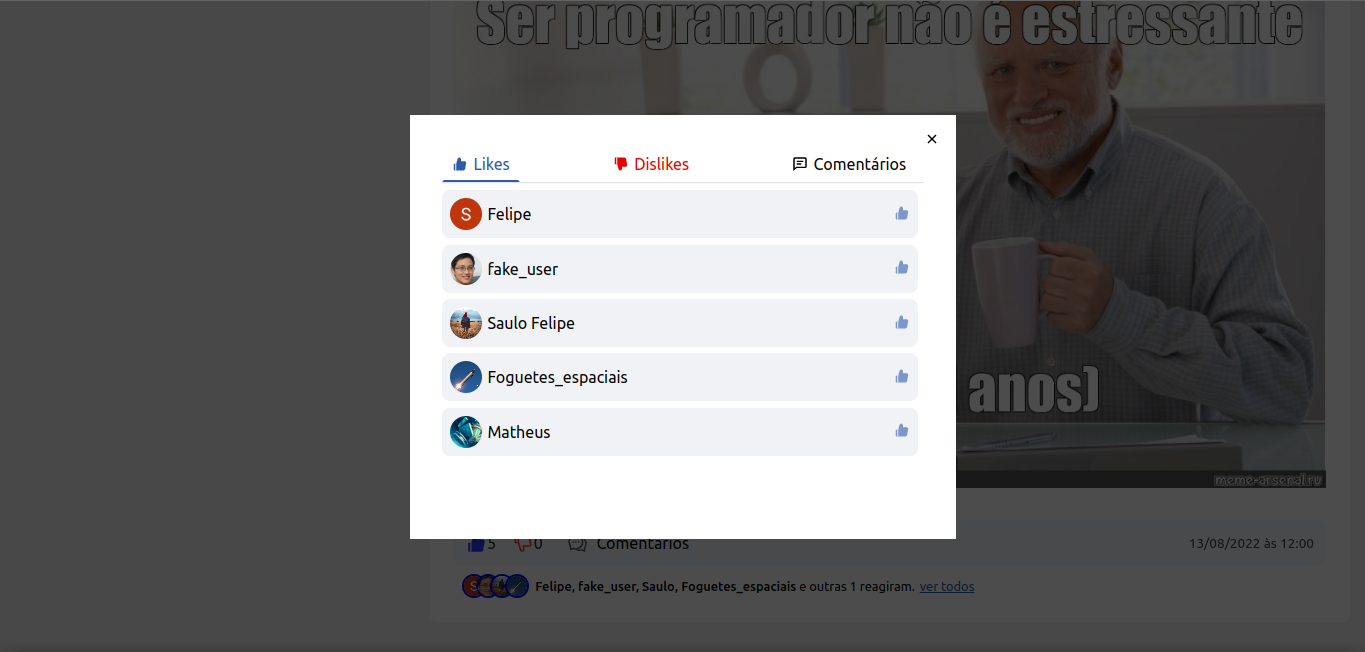 Ser programador não é estressante
×
Likes Dislikes Comentários
S Felipe
fake_user
Saulo Felipe
Foguetes_espaciais
Matheus
anos)
meme-arsenal.ru
5 0 Comentários 13/08/2022 às 12:00
S Felipe, fake_user, Saulo, Foguetes_espaciais e outras 1 reagiram. ver todos